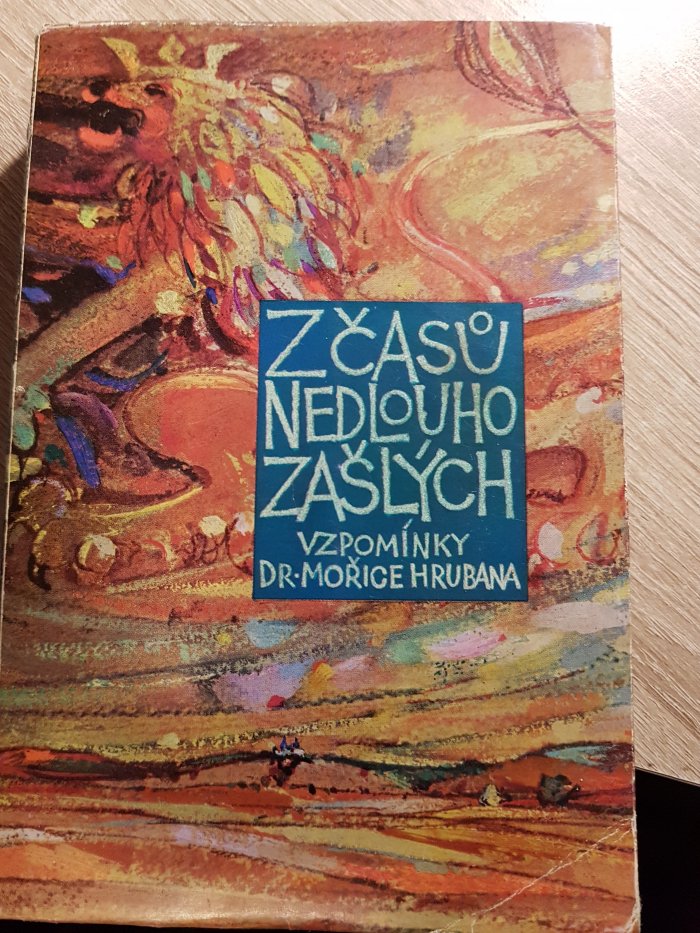 Z ČASŮ
NEDLOUHO
ZAŠLÝCH
VZPOMÍNKY
DR. MOŘICE HRUBANA